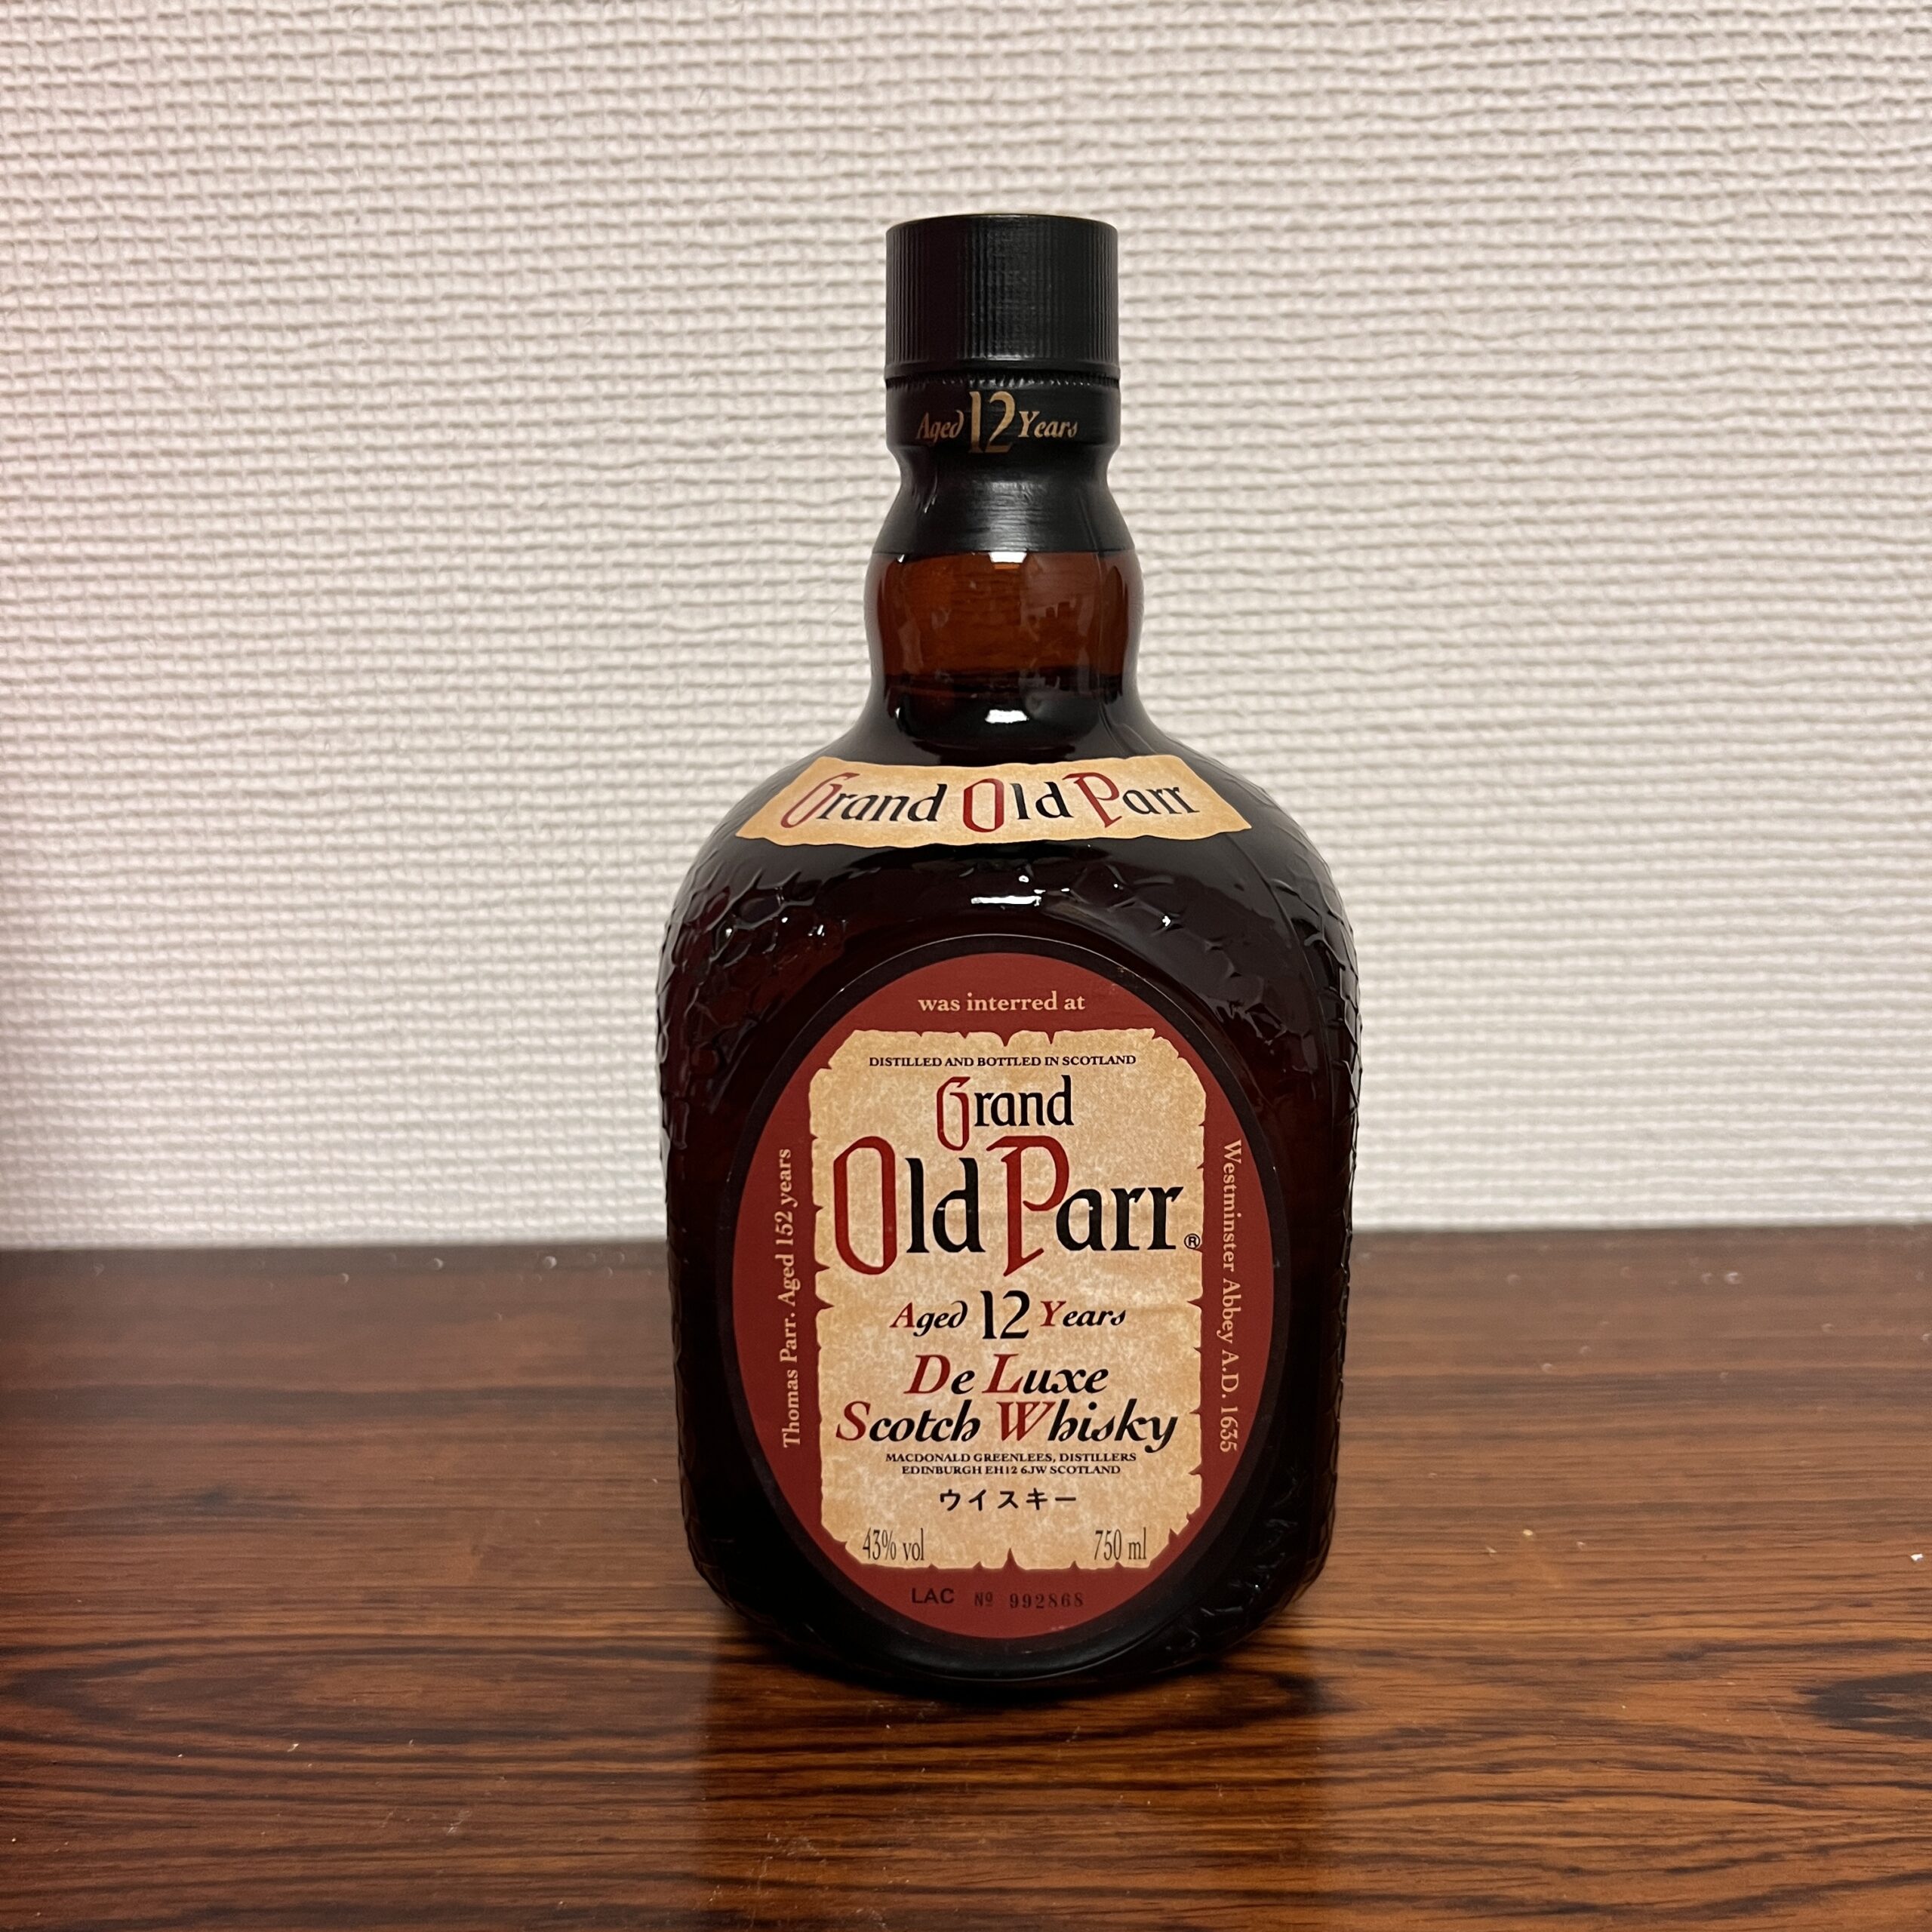 Aged 12 Years
Grand Old Parr
was interred at
DISTILLED AND BOTTLED IN SCOTLAND
Grand
Old Parr®
Thomas Parr. Aged 152 years
Westminster Abbey A.D. 1635
Aged 12 Years
De Luxe
Scotch Whisky
MACDONALD GREENLEES, DISTILLERS
EDINBURGH EH12 6JW SCOTLAND
ウイスキー
43% vol 750 ml
LAC Nº 992868